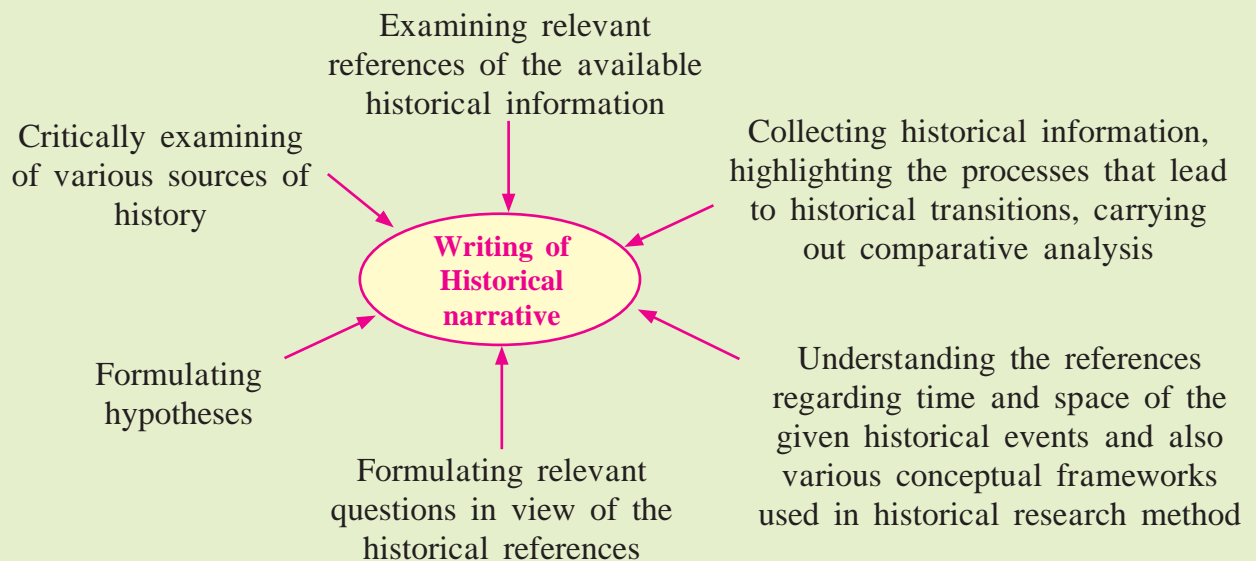 Examining relevant
references of the available
historical information
Critically examining
of various sources of
history
Collecting historical information,
highlighting the processes that lead
to historical transitions, carrying
out comparative analysis
Writing of
Historical
narrative
Formulating
hypotheses
Understanding the references
regarding time and space of the
given historical events and also
various conceptual frameworks
used in historical research method
Formulating relevant
questions in view of the
historical references